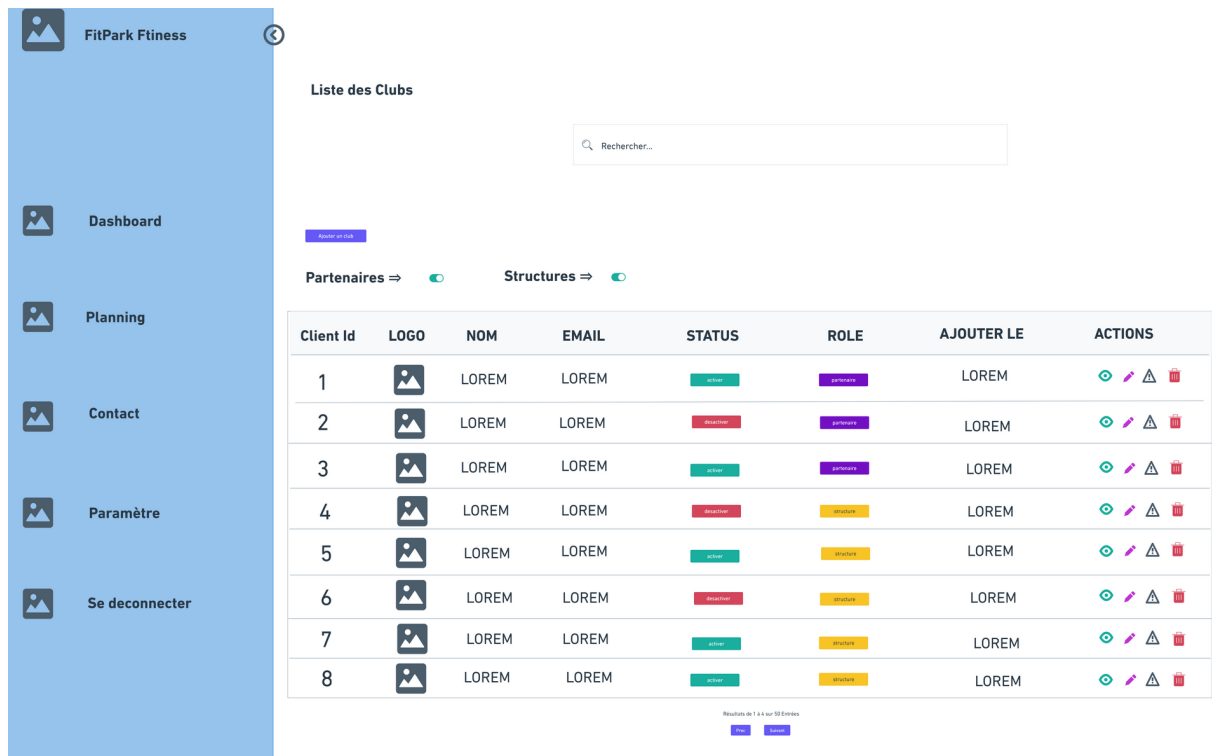 FitPark Ftiness
Liste des Clubs
Rechercher...
Dashboard
Ajouter un club
Partenaires ⇒ Structures ⇒
Planning
Contact
Paramètre
Se deconnecter
Client Id LOGO NOM EMAIL STATUS ROLE AJOUTER LE ACTIONS
1 LOREM LOREM activer partenaire LOREM
2 LOREM LOREM desactiver partenaire LOREM
3 LOREM LOREM activer partenaire LOREM
4 LOREM LOREM desactiver structure LOREM
5 LOREM LOREM activer structure LOREM
6 LOREM LOREM desactiver structure LOREM
7 LOREM LOREM activer structure LOREM
8 LOREM LOREM activer structure LOREM
Résultats de 1 à 4 sur 50 Entrées
Prec Suivant